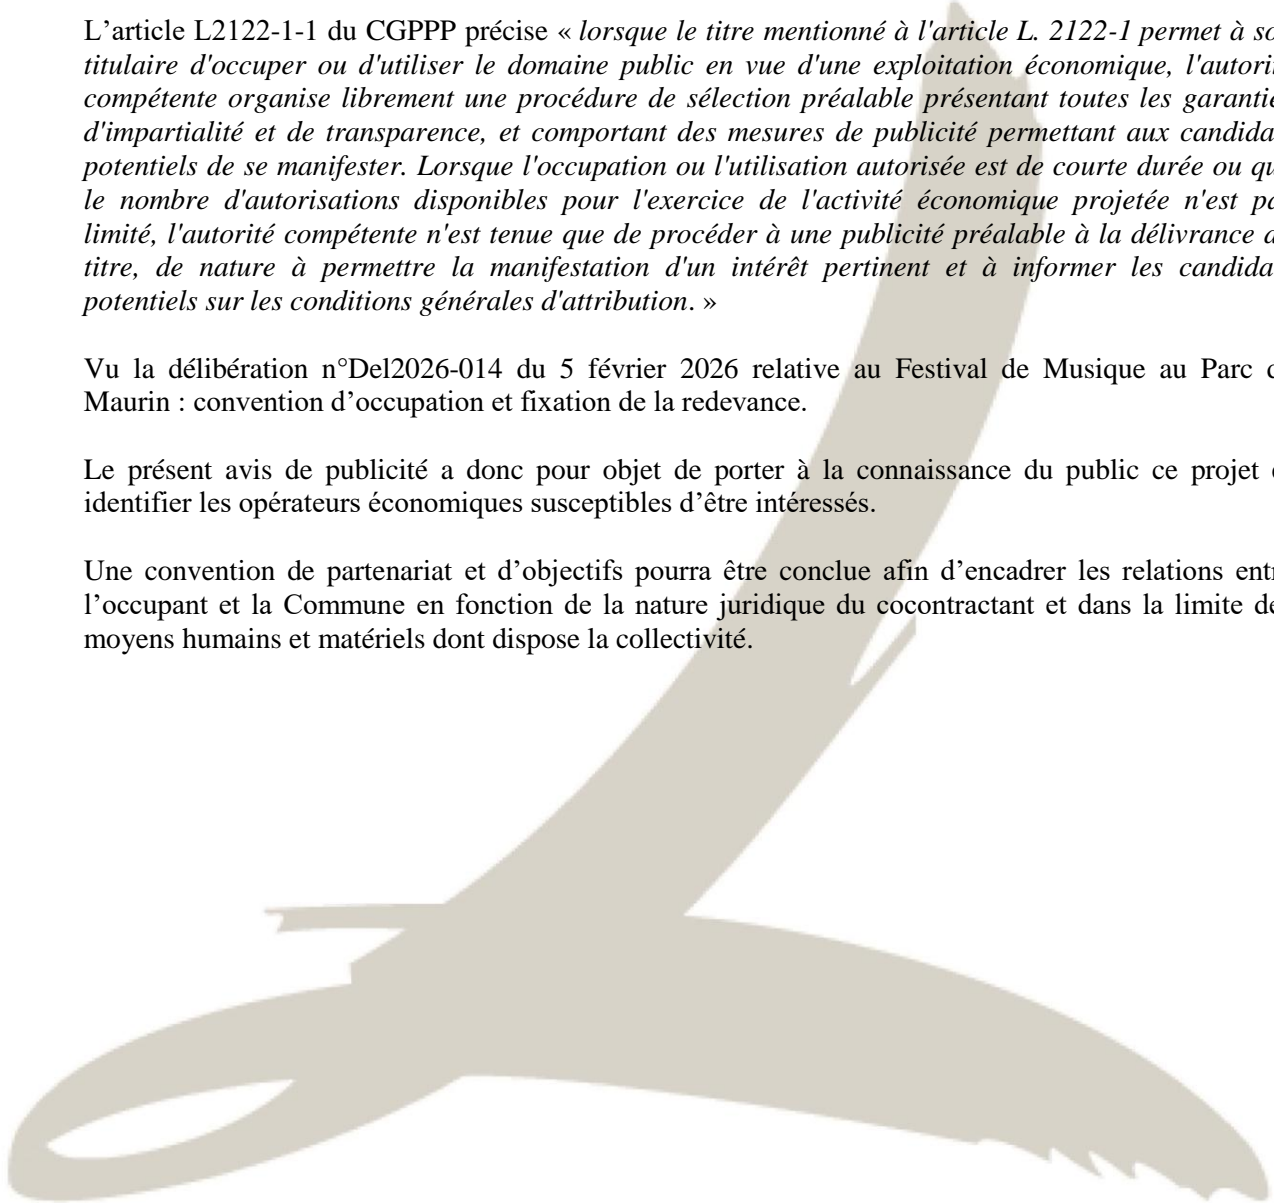 L’article L2122-1-1 du CGPPP précise « lorsque le titre mentionné à l'article L. 2122-1 permet à so
titulaire d'occuper ou d'utiliser le domaine public en vue d'une exploitation économique, l'autorit
compétente organise librement une procédure de sélection préalable présentant toutes les garantie
d'impartialité et de transparence, et comportant des mesures de publicité permettant aux candida
potentiels de se manifester. Lorsque l'occupation ou l'utilisation autorisée est de courte durée ou qu
le nombre d'autorisations disponibles pour l'exercice de l'activité économique projetée n'est pa
limité, l'autorité compétente n'est tenue que de procéder à une publicité préalable à la délivrance d
titre, de nature à permettre la manifestation d'un intérêt pertinent et à informer les candida
potentiels sur les conditions générales d'attribution. »
Vu la délibération n°Del2026-014 du 5 février 2026 relative au Festival de Musique au Parc d
Maurin : convention d’occupation et fixation de la redevance.
Le présent avis de publicité a donc pour objet de porter à la connaissance du public ce projet e
identifier les opérateurs économiques susceptibles d’être intéressés.
Une convention de partenariat et d’objectifs pourra être conclue afin d’encadrer les relations entr
l’occupant et la Commune en fonction de la nature juridique du cocontractant et dans la limite de
moyens humains et matériels dont dispose la collectivité.